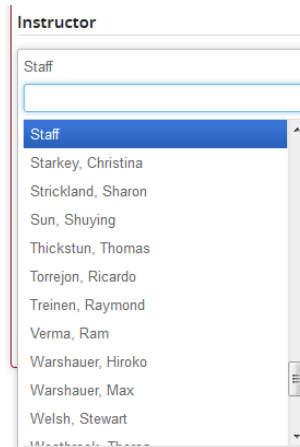 Instructor
Staff
Staff
Starkey, Christina
Strickland, Sharon
Sun, Shuying
Thickstun, Thomas
Torrejon, Ricardo
Treinen, Raymond
Verma, Ram
Warshauer, Hiroko
Warshauer, Max
Welsh, Stewart